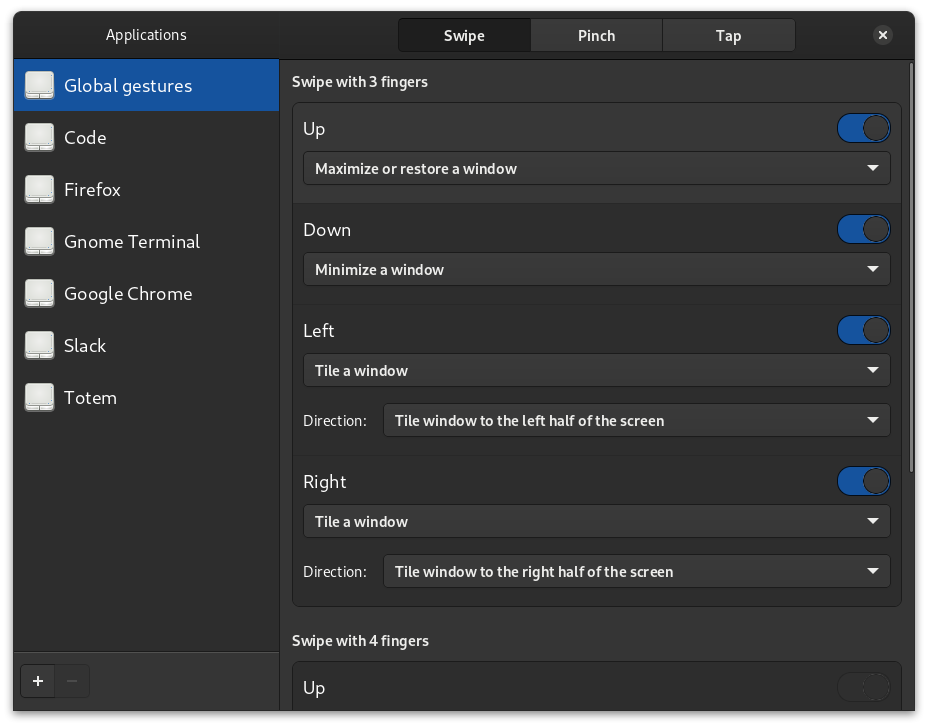 Applications
Swipe
Pinch
Tap
Global gestures
Code
Firefox
Gnome Terminal
Google Chrome
Slack
Totem
Swipe with 3 fingers
Up
Maximize or restore a window
Down
Minimize a window
Left
Tile a window
Direction: Tile window to the left half of the screen
Right
Tile a window
Direction: Tile window to the right half of the screen
Swipe with 4 fingers
Up